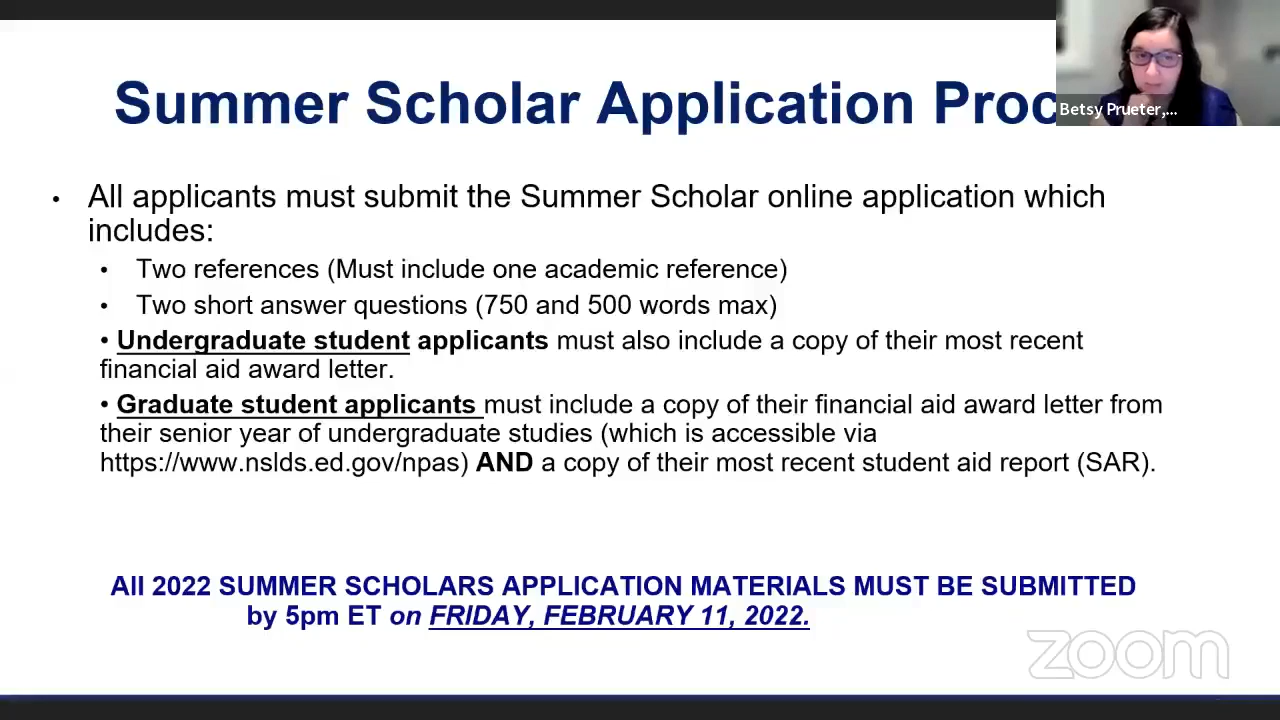 Summer Scholar Application Proc
Betsy Prueter,...
• All applicants must submit the Summer Scholar online application which
includes:
• Two references (Must include one academic reference)
• Two short answer questions (750 and 500 words max)
• Undergraduate student applicants must also include a copy of their most recent
financial aid award letter.
• Graduate student applicants must include a copy of their financial aid award letter from
their senior year of undergraduate studies (which is accessible via
https://www.nslds.ed.gov/npas) AND a copy of their most recent student aid report (SAR).
All 2022 SUMMER SCHOLARS APPLICATION MATERIALS MUST BE SUBMITTED
by 5pm ET on FRIDAY, FEBRUARY 11, 2022.
zoom